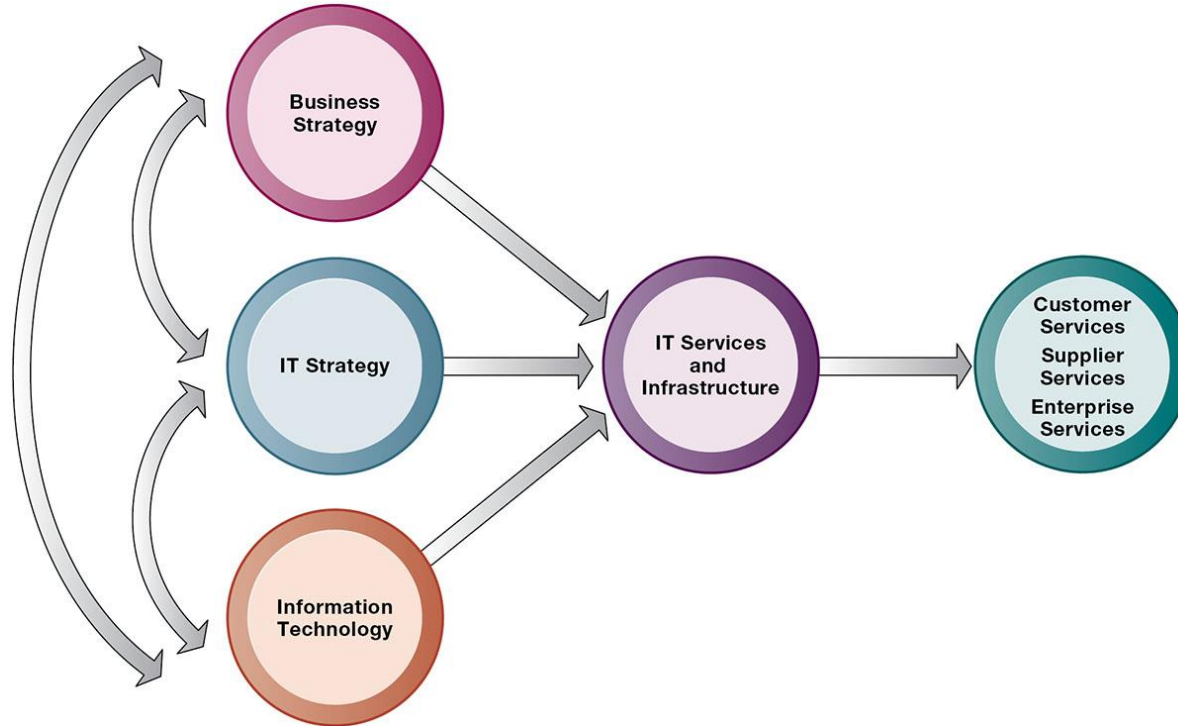 Business
Strategy
IT Strategy
Information
Technology
IT Services
and
Infrastructure
Customer
Services
Supplier
Services
Enterprise
Services